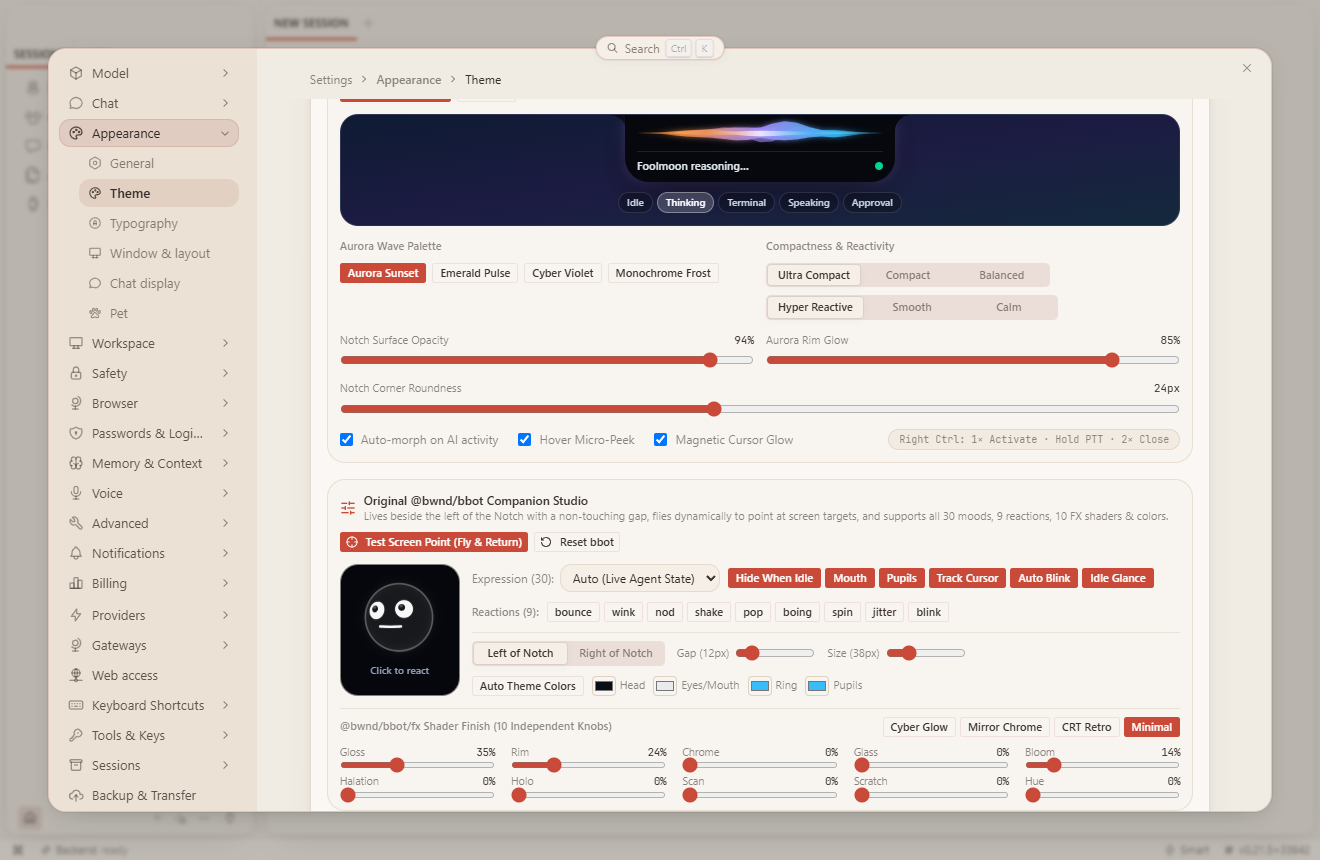 NEW SESSION
Search Ctrl K
SESSION
Settings > Appearance > Theme
Model
Chat
Appearance
General
Theme
Typography
Window & layout
Chat display
Pet
Workspace
Safety
Browser
Passwords & Logi...
Memory & Context
Voice
Advanced
Notifications
Billing
Providers
Gateways
Web access
Keyboard Shortcuts
Tools & Keys
Sessions
Backup & Transfer
Foolmoon reasoning...
Idle Thinking Terminal Speaking Approval
Aurora Wave Palette
Aurora Sunset Emerald Pulse Cyber Violet Monochrome Frost
Compactness & Reactivity
Ultra Compact Compact Balanced
Hyper Reactive Smooth Calm
Notch Surface Opacity 94%
Aurora Rim Glow 85%
Notch Corner Roundness 24px
Auto-morph on AI activity Hover Micro-Peek Magnetic Cursor Glow
Right Ctrl: 1× Activate · Hold PTT · 2× Close
Original @bwnd/bbot Companion Studio
Lives beside the left of the Notch with a non-touching gap, flies dynamically to point at screen targets, and supports all 30 moods, 9 reactions, 10 FX shaders & colors.
Test Screen Point (Fly & Return) Reset bbot
Click to react
Expression (30): Auto (Live Agent State) Hide When Idle Mouth Pupils Track Cursor Auto Blink Idle Glance
Reactions (9): bounce wink nod shake pop boing spin jitter blink
Left of Notch Right of Notch Gap (12px) Size (38px)
Auto Theme Colors Head Eyes/Mouth Ring Pupils
@bwnd/bbot/fx Shader Finish (10 Independent Knobs) Cyber Glow Mirror Chrome CRT Retro Minimal
Gloss 35% Rim 24% Chrome 0% Glass 0% Bloom 14%
Halation 0% Holo 0% Scan 0% Scratch 0% Hue 0%
Backend ready
Smart